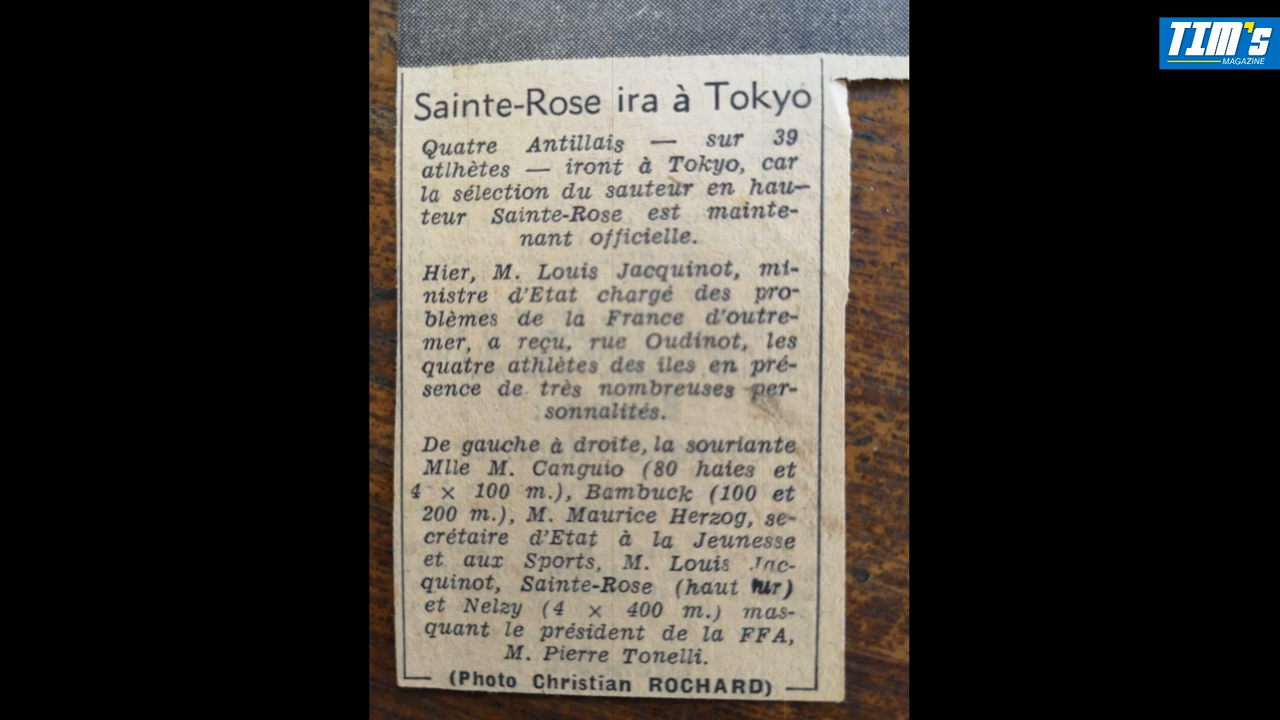 TIM's
MAGAZINE
Sainte-Rose ira à Tokyo
Quatre Antillais — sur 39
atlhètes — iront à Tokyo, car
la sélection du sauteur en hau-
teur Sainte-Rose est mainte-
nant officielle.
Hier, M. Louis Jacquinot, mi-
nistre d'Etat chargé des pro-
blèmes de la France d'outre-
mer, a reçu, rue Oudinot, les
quatre athlètes des iles en pré-
sence de très nombreuses per-
sonnalités.
De gauche à droite, la souriante
Mlle M. Canguio (80 haies et
4 × 100 m.), Bambuck (100 et
200 m.), M. Maurice Herzog, se-
crétaire d'Etat à la Jeunesse
et aux Sports, M. Louis Jac-
quinot, Sainte-Rose (haut ur)
et Nelzy (4 × 400 m.) mas-
quant le président de la FFA,
M. Pierre Tonelli.
(Photo Christian ROCHARD)